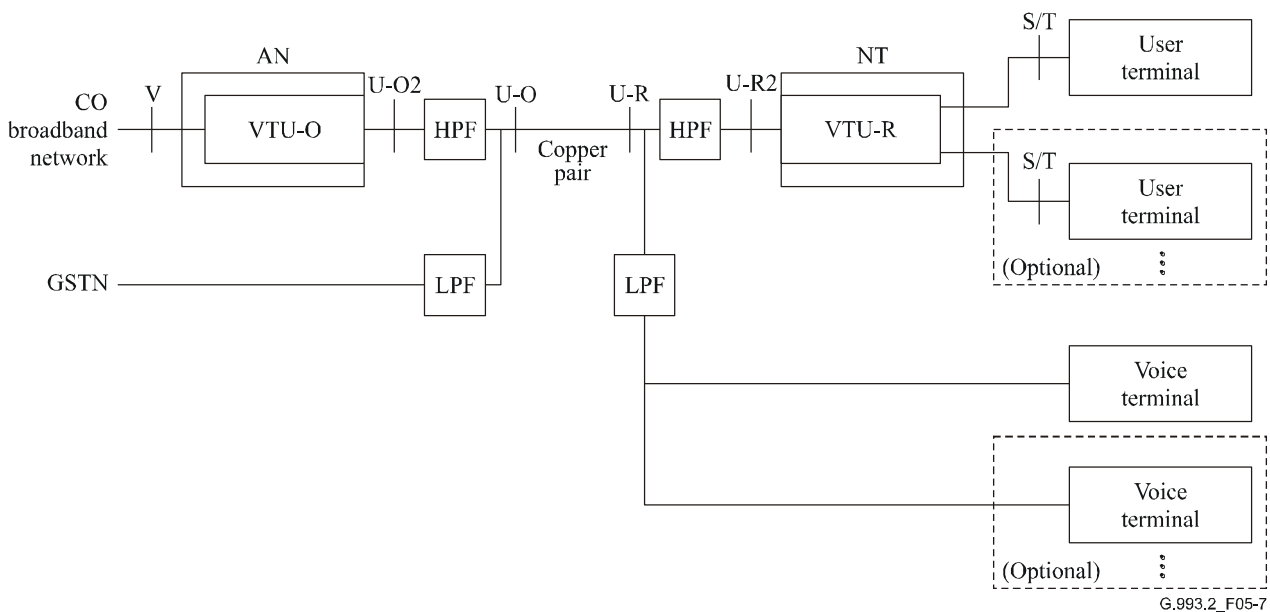 S/T
User
terminal
AN
NT
U-O2
U-O
U-R
U-R2
V
CO
broadband
network
VTU-O
HPF
Copper
pair
HPF
VTU-R
S/T
User
terminal
(Optional)
GSTN
LPF
LPF
Voice
terminal
Voice
terminal
(Optional)
G.993.2_F05-7